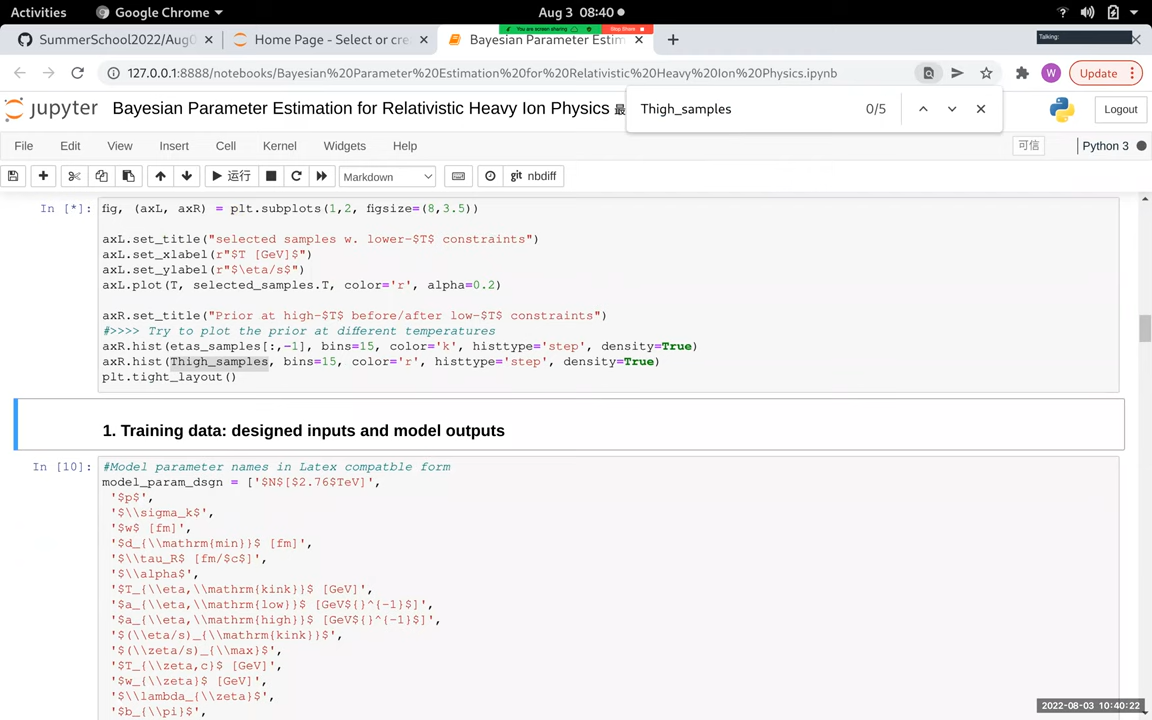 Activities Google Chrome Aug 3 08:40
You are screen sharing Stop Share
SummerSchool2022/Aug0 Home Page - Select or cre Bayesian Parameter Estim Talking:
127.0.0.1:8888/notebooks/Bayesian%20Parameter%20Estimation%20for%20Relativistic%20Heavy%20Ion%20Physics.ipynb W Update
Thigh_samples 0/5
jupyter Bayesian Parameter Estimation for Relativistic Heavy Ion Physics 最 Logout
File Edit View Insert Cell Kernel Widgets Help 可信 Python 3
运行 Markdown git nbdiff
In [*]: fig, (axL, axR) = plt.subplots(1,2, figsize=(8,3.5))
axL.set_title("selected samples w. lower-$T$ constraints")
axL.set_xlabel(r"$T [GeV]$")
axL.set_ylabel(r"$\eta/s$")
axL.plot(T, selected_samples.T, color='r', alpha=0.2)
axR.set_title("Prior at high-$T$ before/after low-$T$ constraints")
#>>>> Try to plot the prior at different temperatures
axR.hist(etas_samples[:,-1], bins=15, color='k', histtype='step', density=True)
axR.hist(Thigh_samples, bins=15, color='r', histtype='step', density=True)
plt.tight_layout()
1. Training data: designed inputs and model outputs
In [10]: #Model parameter names in Latex compatble form
model_param_dsgn = ['$N$[$2.76$TeV]',
'$p$',
'$\\sigma_k$',
'$w$ [fm]',
'$d_{\\mathrm{min}}$ [fm]',
'$\\tau_R$ [fm/$c$]',
'$\\alpha$',
'$T_{\\eta,\\mathrm{kink}}$ [GeV]',
'$a_{\\eta,\\mathrm{low}}$ [GeV${}^{-1}$]',
'$a_{\\eta,\\mathrm{high}}$ [GeV${}^{-1}$]',
'$(\\eta/s)_{\\mathrm{kink}}$',
'$(\\zeta/s)_{\\max}$',
'$T_{\\zeta,c}$ [GeV]',
'$w_{\\zeta}$ [GeV]',
'$\\lambda_{\\zeta}$',
'$b_{\\pi}$',
2022-08-03 10:40:22